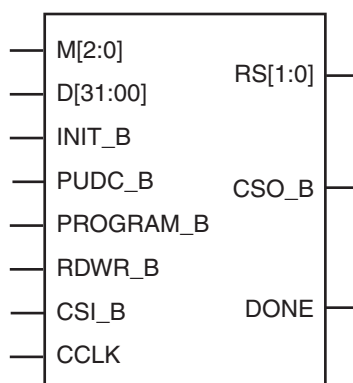 M[2:0]
D[31:00]
INIT_B
PUDC_B
PROGRAM_B
RDWR_B
CSI_B
CCLK
RS[1:0]
CSO_B
DONE